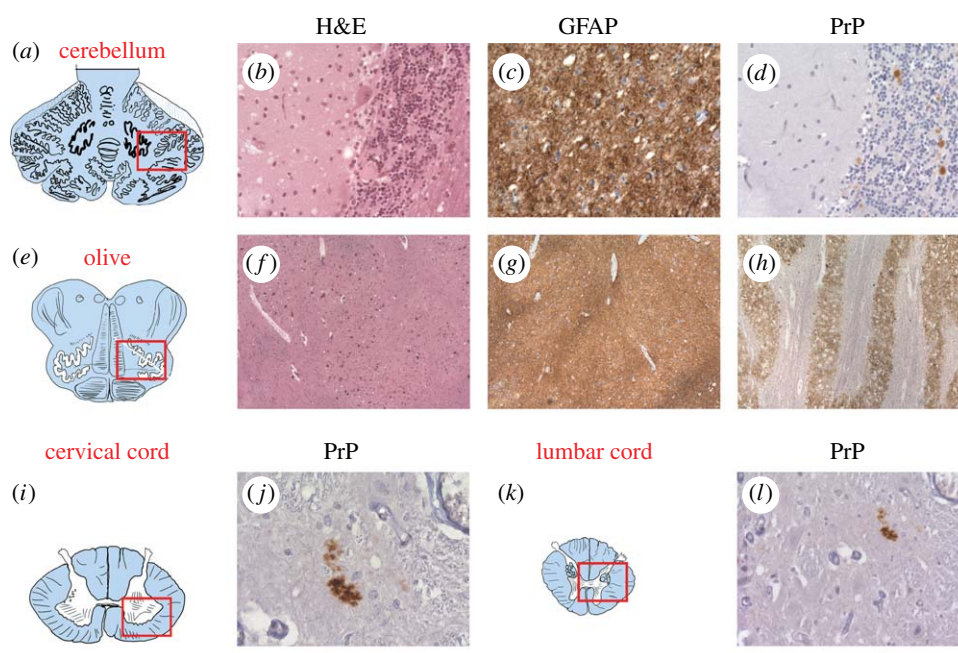 H&E GFAP PrP
(a) cerebellum (b) (c) (d)
(e) olive (f) (g) (h)
cervical cord PrP lumbar cord PrP
(i) (j) (k) (l)